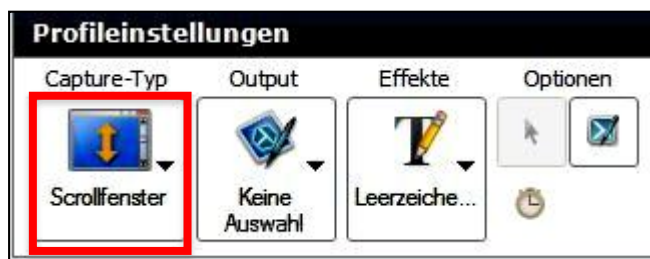 Profileinstellungen
Capture-Typ Output Effekte Optionen
Scrollfenster Keine Auswahl Leerzeiche...